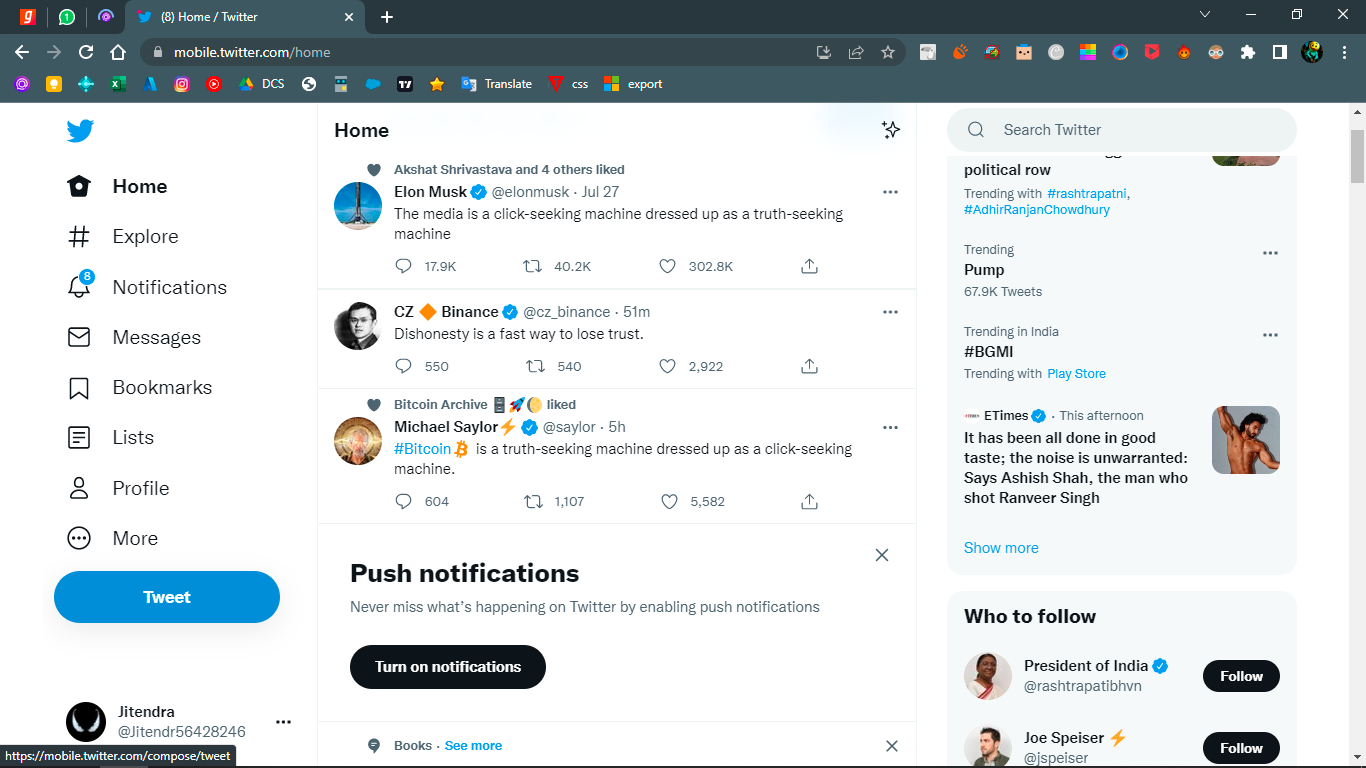 (8) Home / Twitter
mobile.twitter.com/home
DCS
Translate
css
export
Home
Explore
8
Notifications
Messages
Bookmarks
Lists
Profile
More
Tweet
Jitendra
@Jitendr56428246
https://mobile.twitter.com/compose/tweet
Home
Akshat Shrivastava and 4 others liked
Elon Musk @elonmusk · Jul 27
The media is a click-seeking machine dressed up as a truth-seeking
machine
17.9K 40.2K 302.8K
CZ 🔶 Binance @cz_binance · 51m
Dishonesty is a fast way to lose trust.
550 540 2,922
Bitcoin Archive 🗄️🚀🌔 liked
Michael Saylor⚡ @saylor · 5h
#Bitcoin is a truth-seeking machine dressed up as a click-seeking
machine.
604 1,107 5,582
Push notifications
Never miss what's happening on Twitter by enabling push notifications
Turn on notifications
Books · See more
Search Twitter
political row
Trending with #rashtrapatni,
#AdhirRanjanChowdhury
Trending
Pump
67.9K Tweets
Trending in India
#BGMI
Trending with Play Store
ETimes · This afternoon
It has been all done in good
taste; the noise is unwarranted:
Says Ashish Shah, the man who
shot Ranveer Singh
Show more
Who to follow
President of India
@rashtrapatibhvn
Follow
Joe Speiser ⚡
@jspeiser
Follow